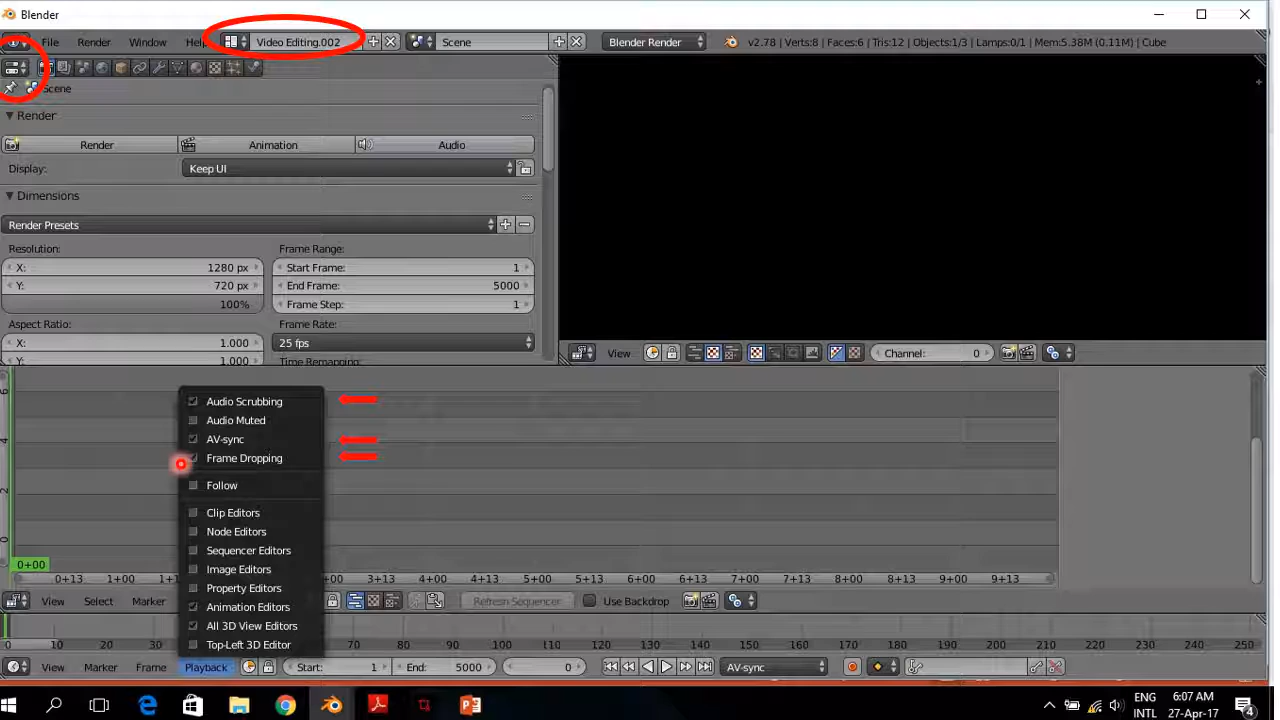 Blender
File Render Window Help Video Editing.002 Scene Blender Render v2.78 | Verts:8 | Faces:6 | Tris:12 | Objects:1/3 | Lamps:0/1 | Mem:5.38M (0.11M) | Cube
Scene
Render
Render Animation Audio
Display: Keep UI
Dimensions
Render Presets
Resolution: Frame Range:
X: 1280 px Start Frame: 1
Y: 720 px End Frame: 5000
100% Frame Step: 1
Aspect Ratio: Frame Rate:
X: 1.000 25 fps
Y: 1.000 Time Remapping:
View Channel: 0
6
4
2
0
Audio Scrubbing
Audio Muted
AV-sync
Frame Dropping
Follow
Clip Editors
Node Editors
Sequencer Editors
Image Editors
Property Editors
Animation Editors
All 3D View Editors
Top-Left 3D Editor
0+00
0+13 1+00 3+13 4+00 4+13 5+00 5+13 6+00 6+13 7+00 7+13 8+00 8+13 9+00 9+13
View Select Marker Refresh Sequencer Use Backdrop
0 10 20 30 70 80 90 100 110 120 130 140 150 160 170 180 190 200 210 220 230 240 250
View Marker Frame Playback Start: 1 End: 5000 0 AV-sync
ENG 6:07 AM
INTL 27-Apr-17 4